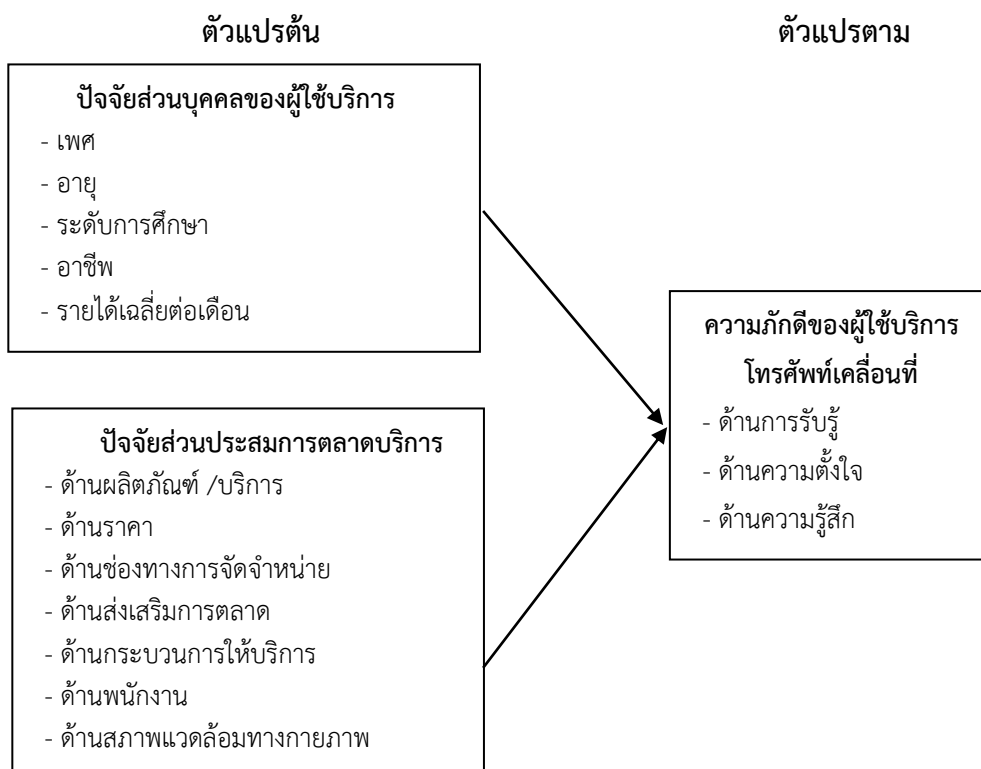 ตัวแปรต้น
ตัวแปรตาม
ปัจจัยส่วนบุคคลของผู้ใช้บริการ
- เพศ
- อายุ
- ระดับการศึกษา
- อาชีพ
- รายได้เฉลี่ยต่อเดือน
ปัจจัยส่วนประสมการตลาดบริการ
- ด้านผลิตภัณฑ์ /บริการ
- ด้านราคา
- ด้านช่องทางการจัดจำหน่าย
- ด้านส่งเสริมการตลาด
- ด้านกระบวนการให้บริการ
- ด้านพนักงาน
- ด้านสภาพแวดล้อมทางกายภาพ
ความภักดีของผู้ใช้บริการ
โทรศัพท์เคลื่อนที่
- ด้านการรับรู้
- ด้านความตั้งใจ
- ด้านความรู้สึก